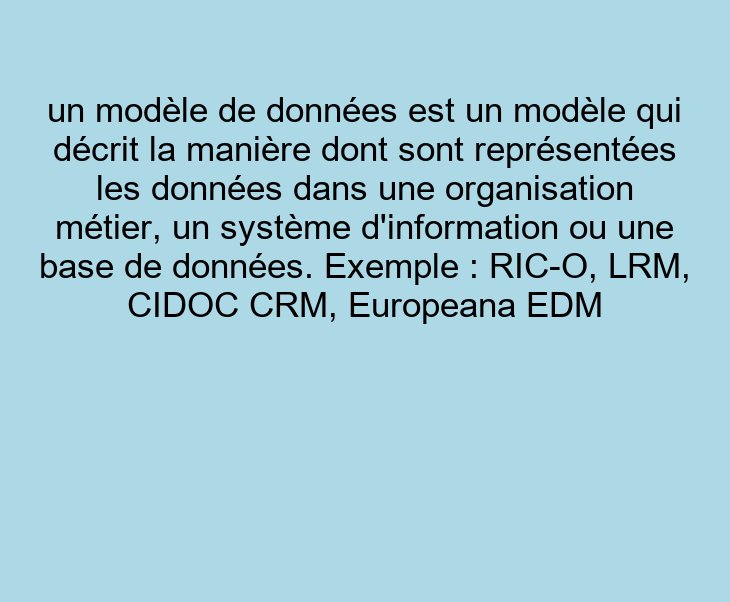 un modèle de données est un modèle qui
décrit la manière dont sont représentées
les données dans une organisation
métier, un système d'information ou une
base de données. Exemple : RIC-O, LRM,
CIDOC CRM, Europeana EDM